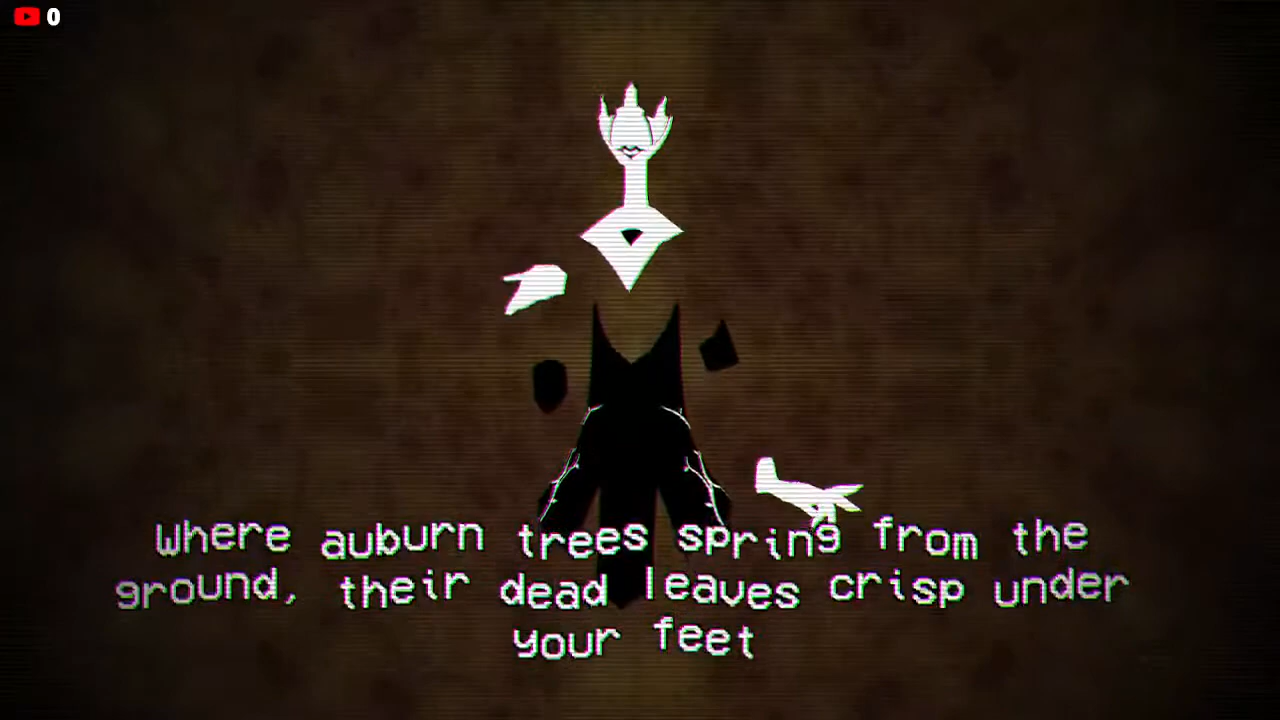 0
Where auburn trees spring from the
ground, their dead leaves crisp under
your feet